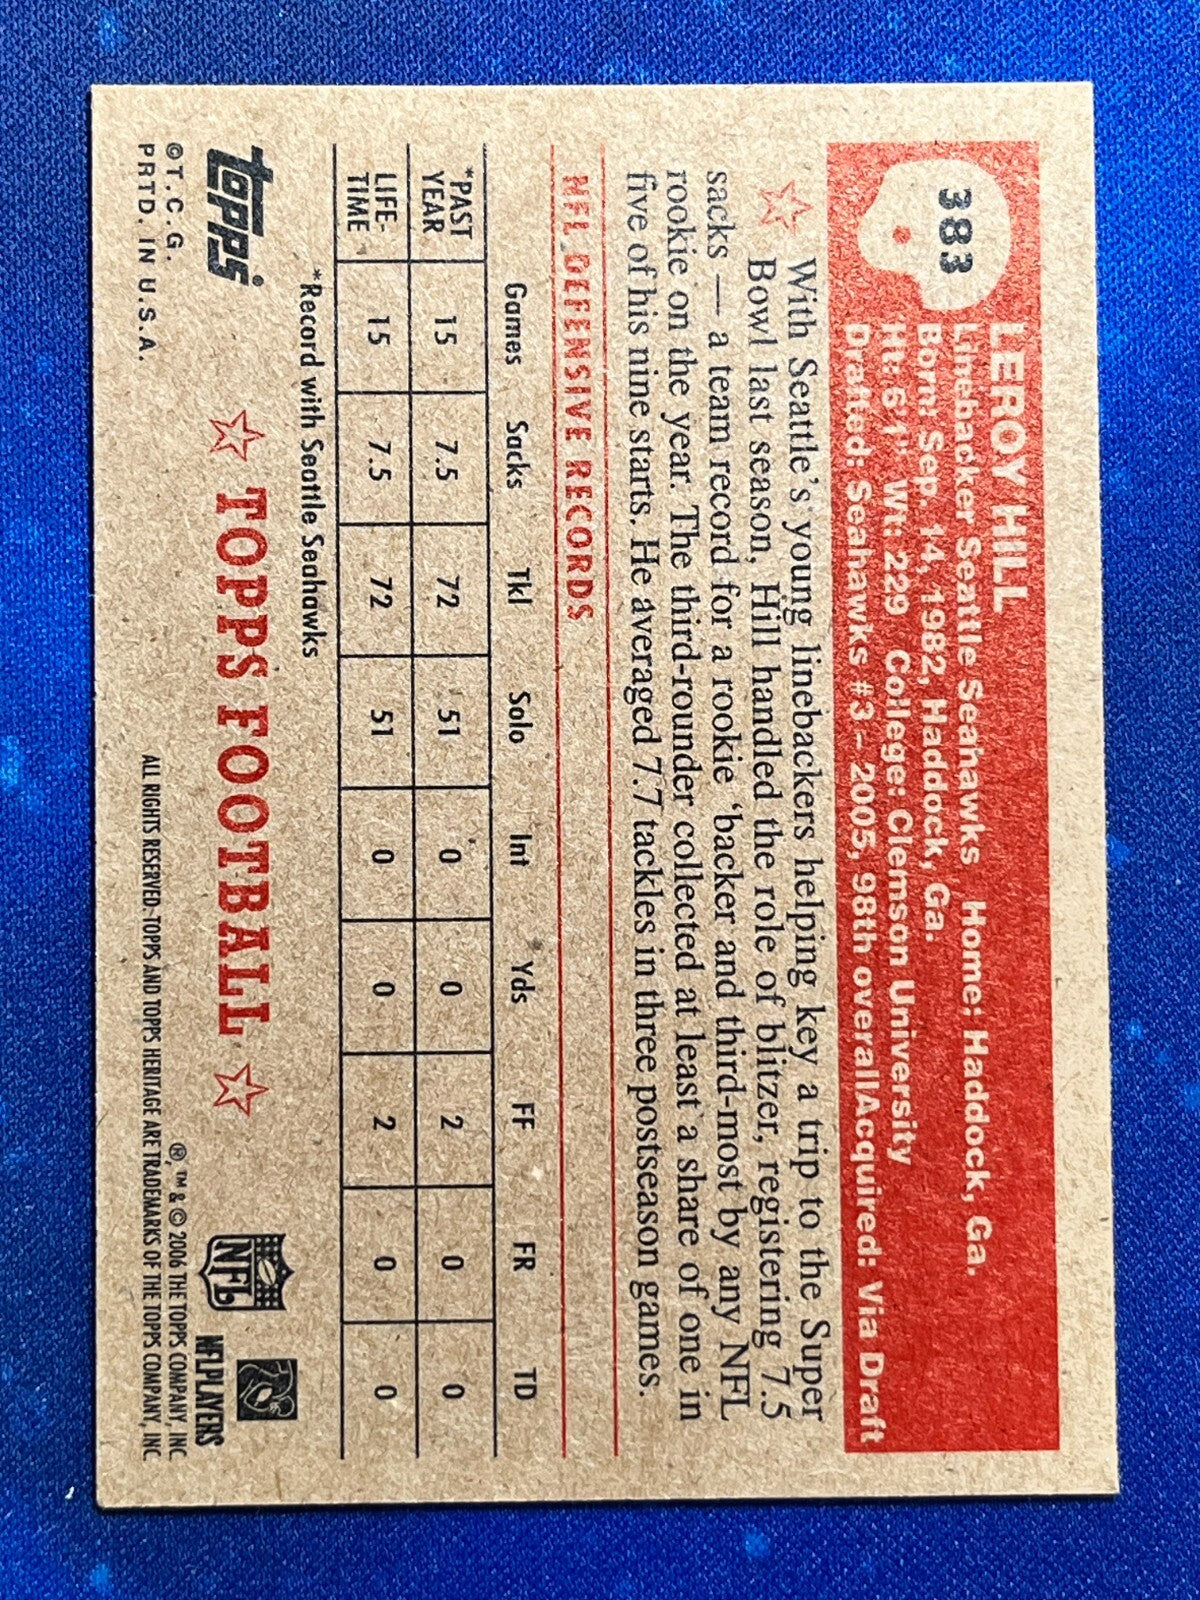 383
LEROY HILL
Linebacker Seattle Seahawks Home: Haddock, Ga.
Born: Sep. 14, 1982, Haddock, Ga.
Ht: 6'1" Wt: 229 College: Clemson University
Drafted: Seahawks #3 – 2005, 98th overallAcquired: Via Draft
With Seattle's young linebackers helping key a trip to the Super
Bowl last season, Hill handled the role of blitzer, registering 7.5
sacks — a team record for a rookie 'backer and third-most by any NFL
rookie on the year. The third-rounder collected at least a share of one in
five of his nine starts. He averaged 7.7 tackles in three postseason games.
NFL DEFENSIVE RECORDS
Games Sacks Tkl Solo Int Yds FF FR TD
*PAST YEAR 15 7.5 72 51 0 0 2 0 0
LIFE-TIME 15 7.5 72 51 0 0 2 0 0
*Record with Seattle Seahawks
topps
TOPPS FOOTBALL
NFL
NFLPLAYERS
©T.C.G.
PRTD. IN U.S.A.
®, ™ & © 2006 THE TOPPS COMPANY, INC
ALL RIGHTS RESERVED-TOPPS AND TOPPS HERITAGE ARE TRADEMARKS OF THE TOPPS COMPANY, INC